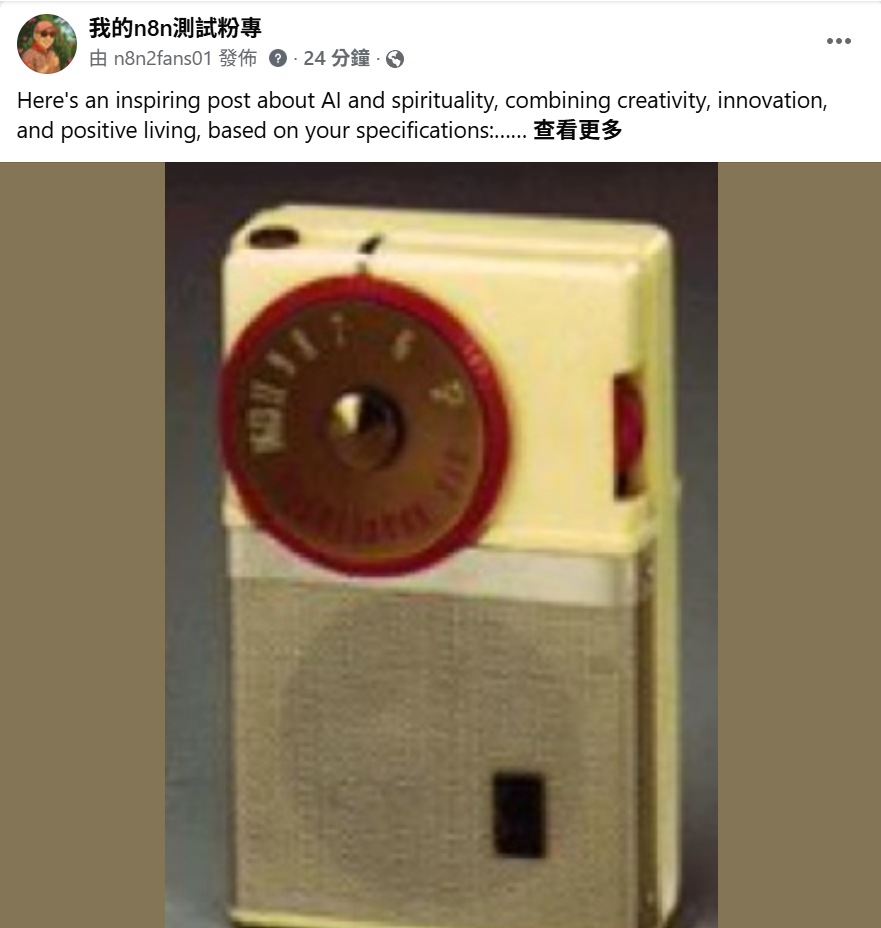 我的n8n測試粉專
由 n8n2fans01 發佈 · 24 分鐘 ·
Here's an inspiring post about AI and spirituality, combining creativity, innovation,
and positive living, based on your specifications:...... 查看更多
7
6